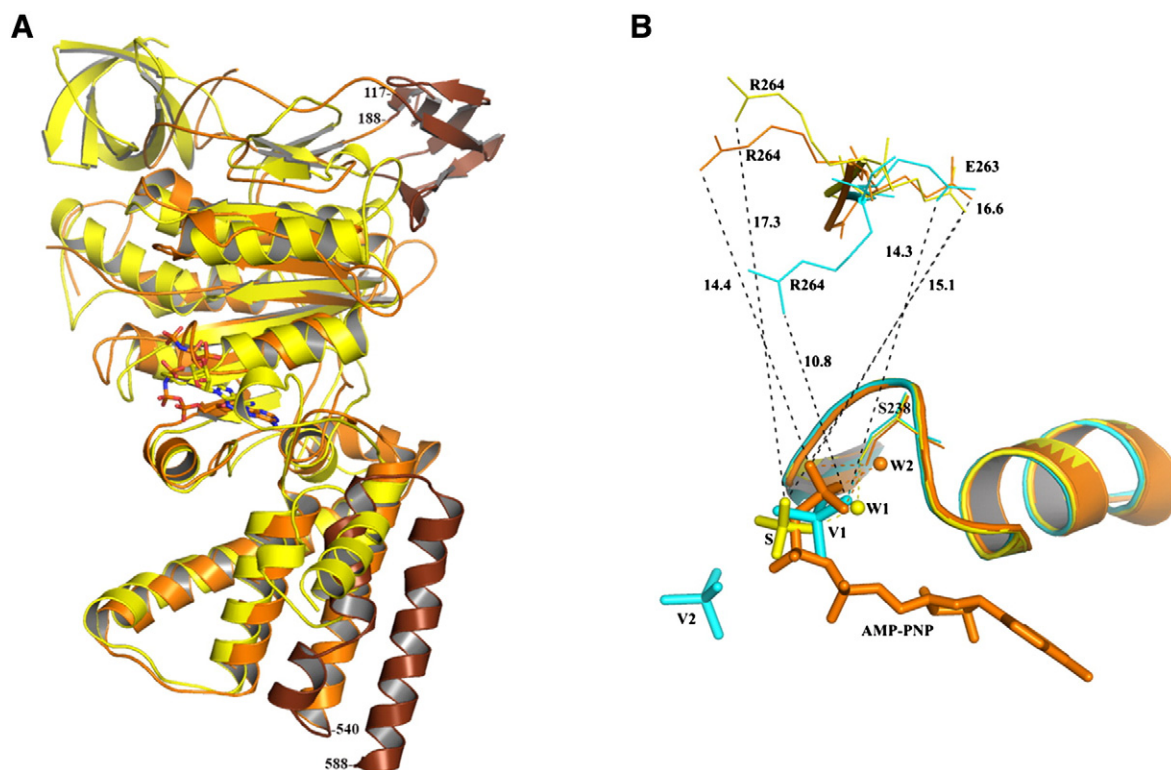 A
117-
188-
-540
588-
B
R264
R264
E263
16.6
17.3
14.3
14.4
R264
15.1
10.8
S238
W2
W1
S
V1
V2
AMP-PNP